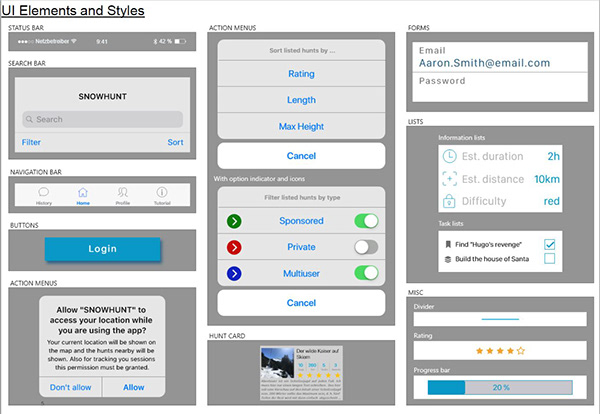 UI Elements and Styles
STATUS BAR
Netzbetreiber
9:41
42 %
SEARCH BAR
SNOWHUNT
Search
Filter
Sort
NAVIGATION BAR
History
Home
Profile
Tutorial
BUTTONS
Login
ACTION MENUS
Allow "SNOWHUNT" to
access your location while
you are using the app?
Your current location will be shown
on the map and the hunts nearby will be
shown. Also for tracking you sessions
this permission must be granted.
Don't allow
Allow
ACTION MENUS
Sort listed hunts by ...
Rating
Length
Max Height
Cancel
With option indicator and icons
Filter listed hunts by type
Sponsored
Private
Multiuser
Cancel
HUNT CARD
Der wilde Kaiser auf
Skiern
FORMS
Email
Aaron.Smith@email.com
Password
LISTS
Information lists
Est. duration 2h
Est. distance 10km
Difficulty red
Task lists
Find "Hugo's revenge"
Build the house of Santa
MISC
Divider
Rating
Progress bar
20 %